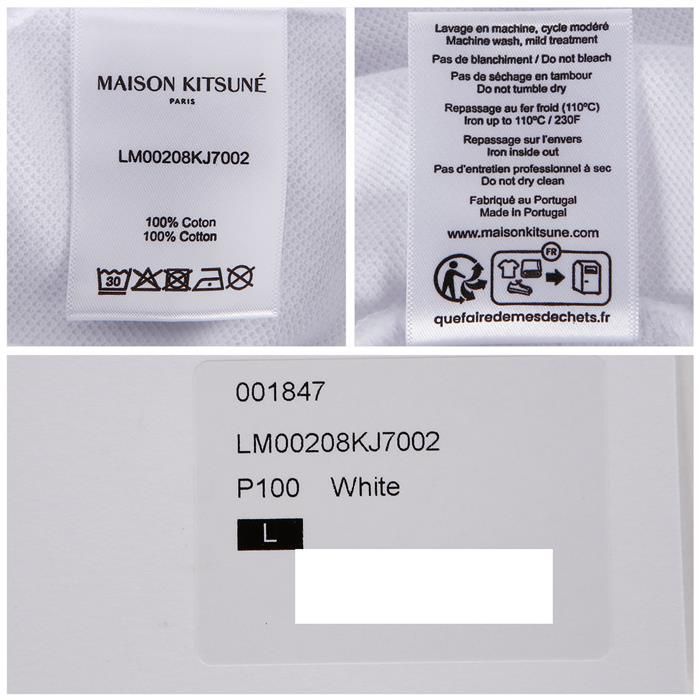 MAISON KITSUNÉ
PARIS
LM00208KJ7002
100% Coton
100% Cotton
30
Lavage en machine, cycle modéré
Machine wash, mild treatment
Pas de blanchiment / Do not bleach
Pas de séchage en tambour
Do not tumble dry
Repassage au fer froid (110ºC)
Iron up to 110ºC / 230F
Repassage sur l'envers
Iron inside out
Pas d'entretien professionnel à sec
Do not dry clean
Fabriqué au Portugal
Made in Portugal
www.maisonkitsune.com
FR
quefairedemesdechets.fr
001847
LM00208KJ7002
P100 White
L